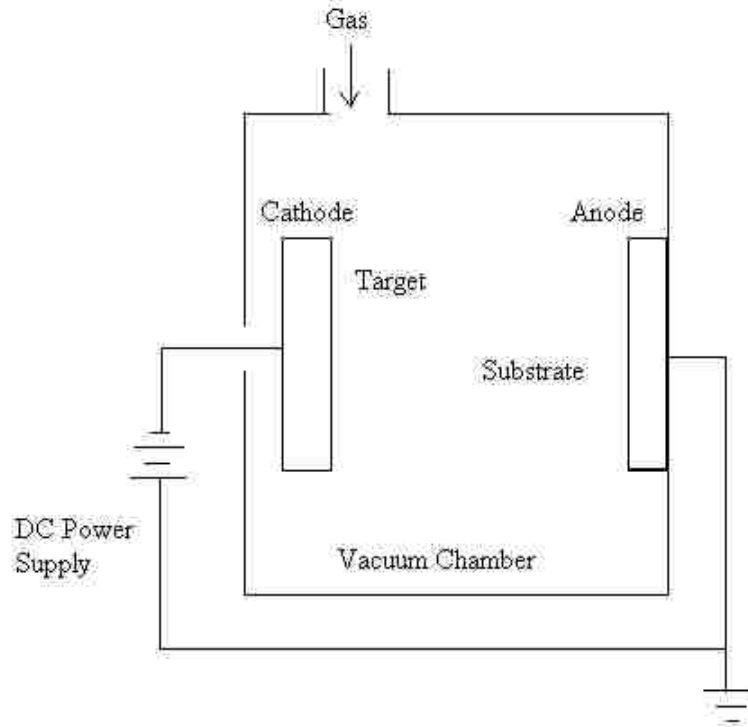 Gas
Cathode
Anode
Target
Substrate
DC Power
Supply
Vacuum Chamber